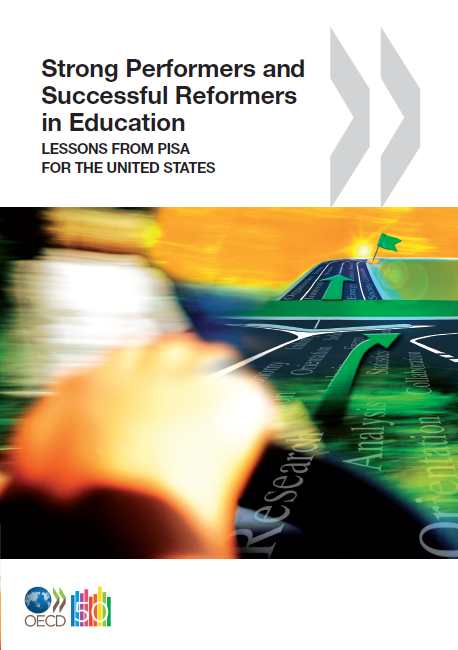 Strong Performers and
Successful Reformers
in Education
LESSONS FROM PISA
FOR THE UNITED STATES
Orientation
Statistics
Research
Analysis
Collaboration
Orientation
OECD
50